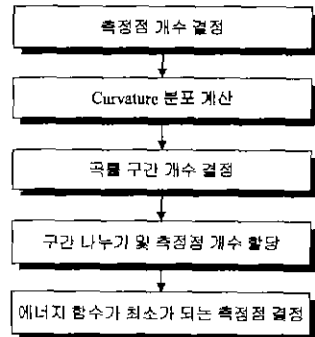 측정점 개수 결정
Curvature 분포 계산
곡률 구간 개수 결정
구간 나누기 및 측정점 개수 할당
에너지 함수가 최소가 되는 측정점 결정